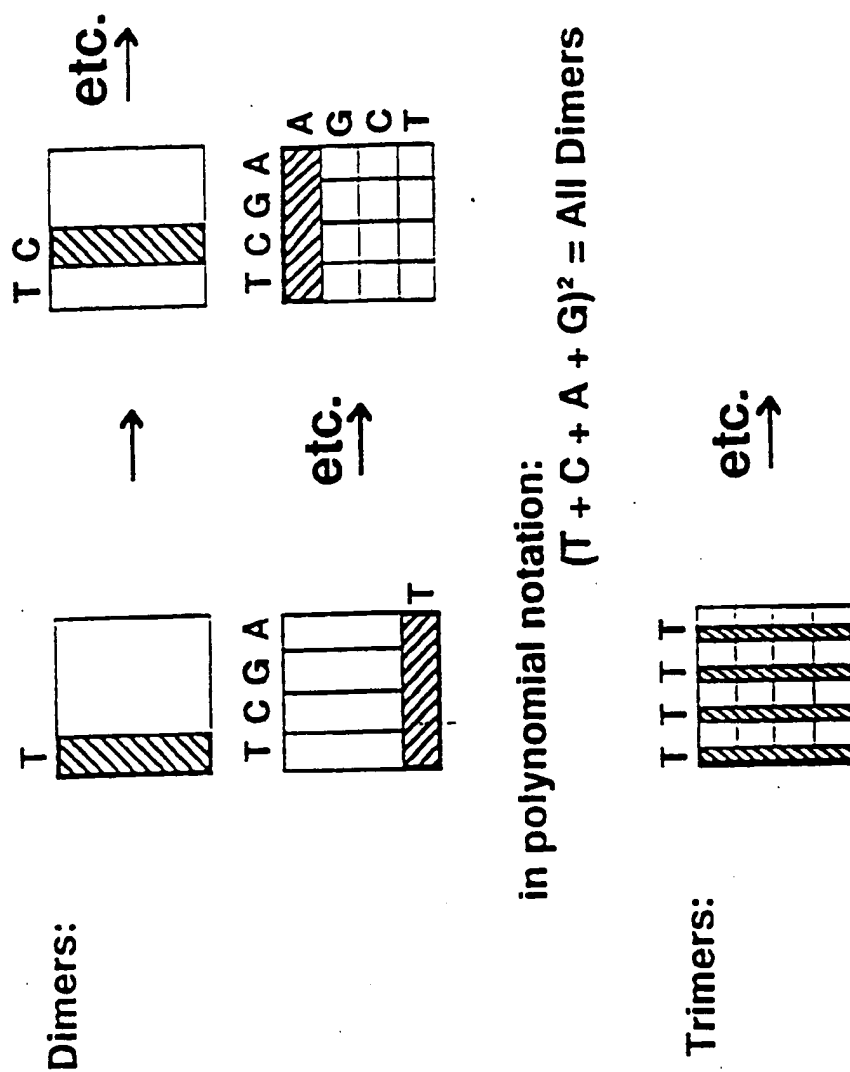 Dimers:
T
T C
etc.
T C G A
T
etc.
T C G A
A
G
C
T
in polynomial notation:
(T + C + A + G)² = All Dimers
Trimers:
T T T T
etc.